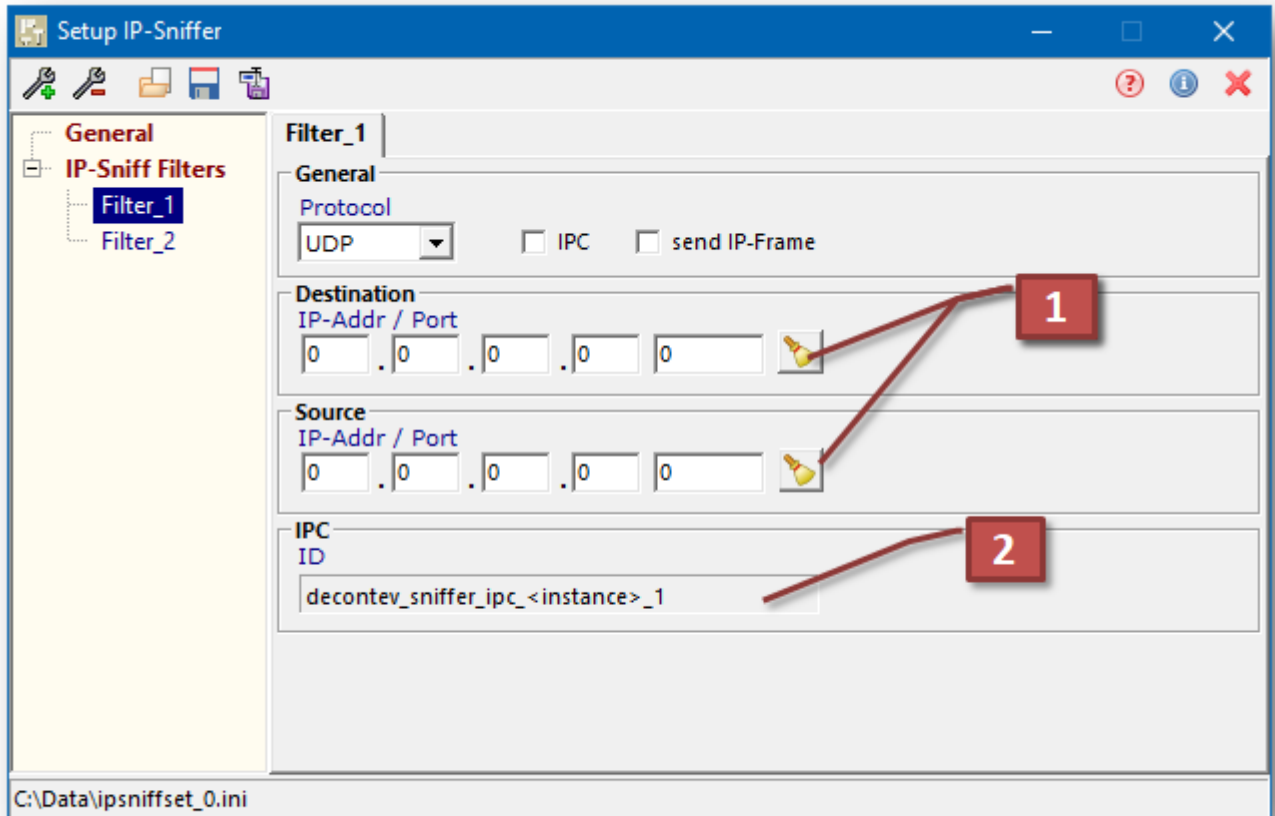 Setup IP-Sniffer
General
IP-Sniff Filters
Filter_1
Filter_2
Filter_1
General
Protocol
UDP
IPC
send IP-Frame
Destination
IP-Addr / Port
0 . 0 . 0 . 0 0
1
Source
IP-Addr / Port
0 . 0 . 0 . 0 0
IPC
ID
2
decontev_sniffer_ipc_<instance>_1
C:\Data\ipsniffset_0.ini